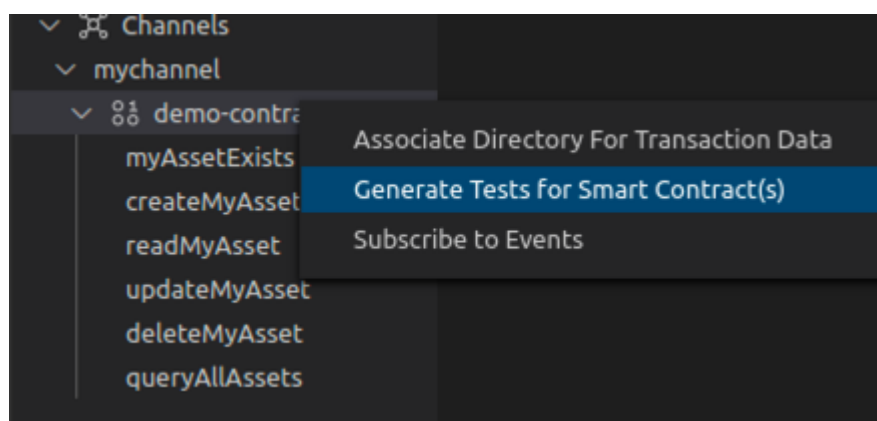 Channels
mychannel
demo-contra
Associate Directory For Transaction Data
myAssetExists
Generate Tests for Smart Contract(s)
createMyAsset
readMyAsset
Subscribe to Events
updateMyAsset
deleteMyAsset
queryAllAssets